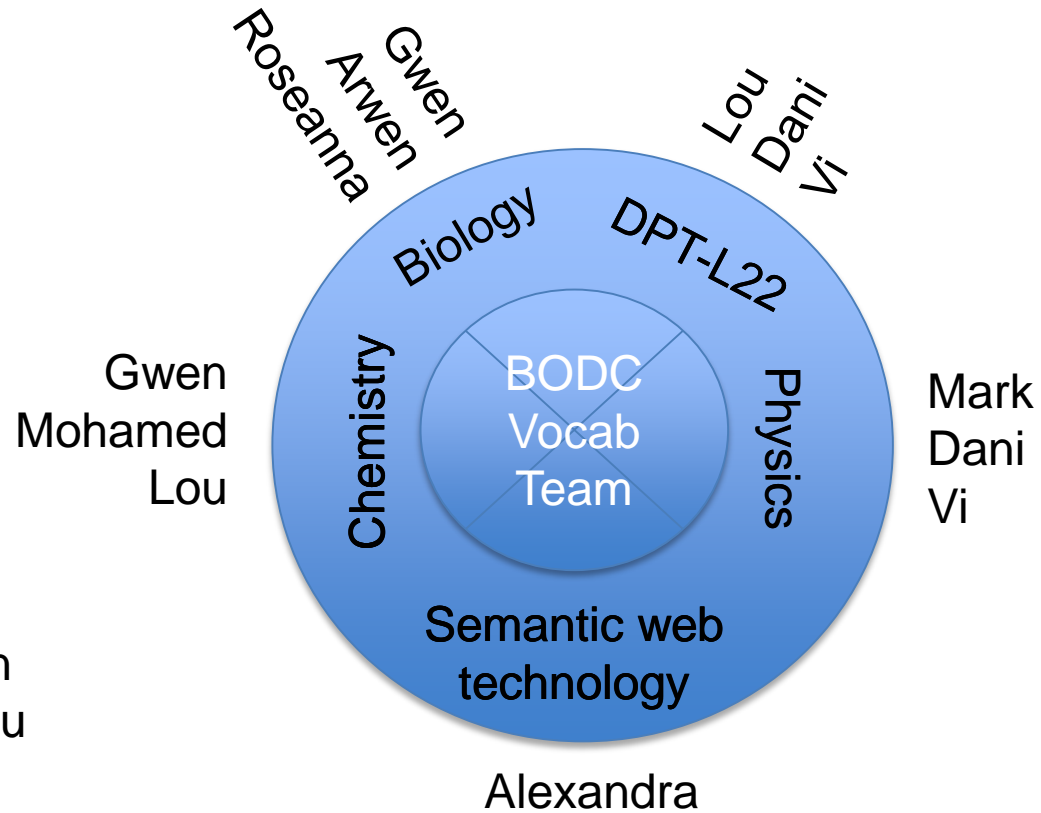 Roseanna
Arwen
Gwen
Lou
Dani
Vi
Biology
DPT-L22
Chemistry
Physics
BODC
Vocab
Team
Gwen
Mohamed
Lou
Mark
Dani
Vi
Semantic web
technology
Alexandra